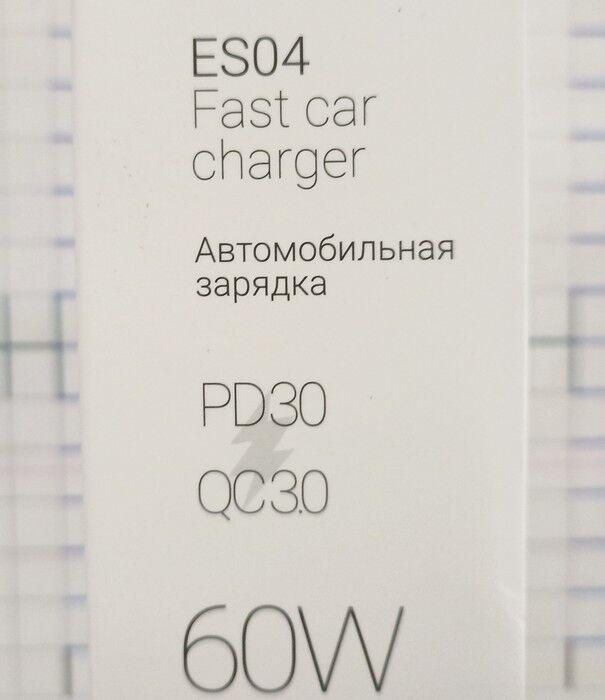 ES04
Fast car
charger
Автомобильная
зарядка
PD30
QC3.0
60W